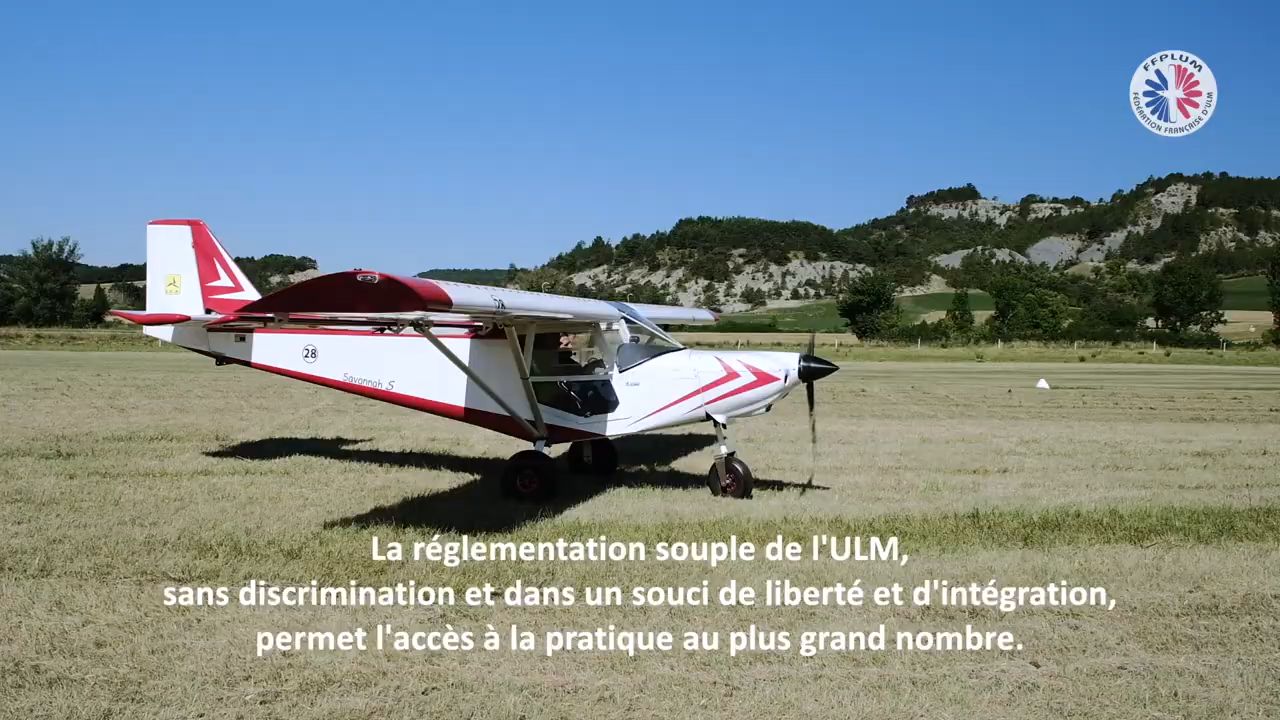 FFPLUM
FÉDÉRATION FRANÇAISE D'ULM
28
Savannah S
La réglementation souple de l'ULM,
sans discrimination et dans un souci de liberté et d'intégration,
permet l'accès à la pratique au plus grand nombre.